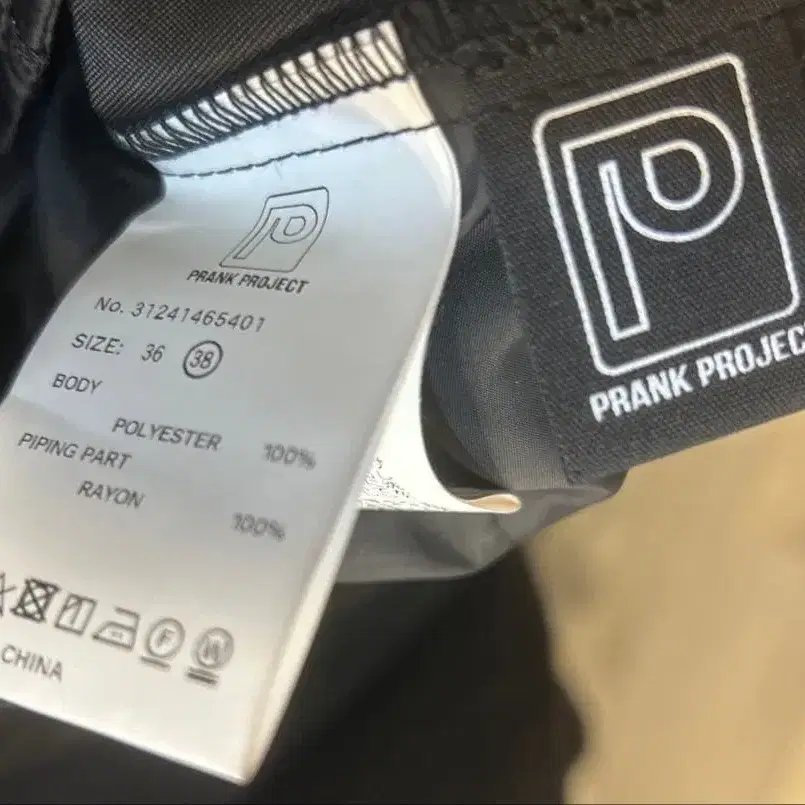 PRANK PROJECT
No. 31241465401
SIZE: 36 38
BODY
POLYESTER 100%
PIPING PART
RAYON 100%
F W
CHINA
P
PRANK PROJEC